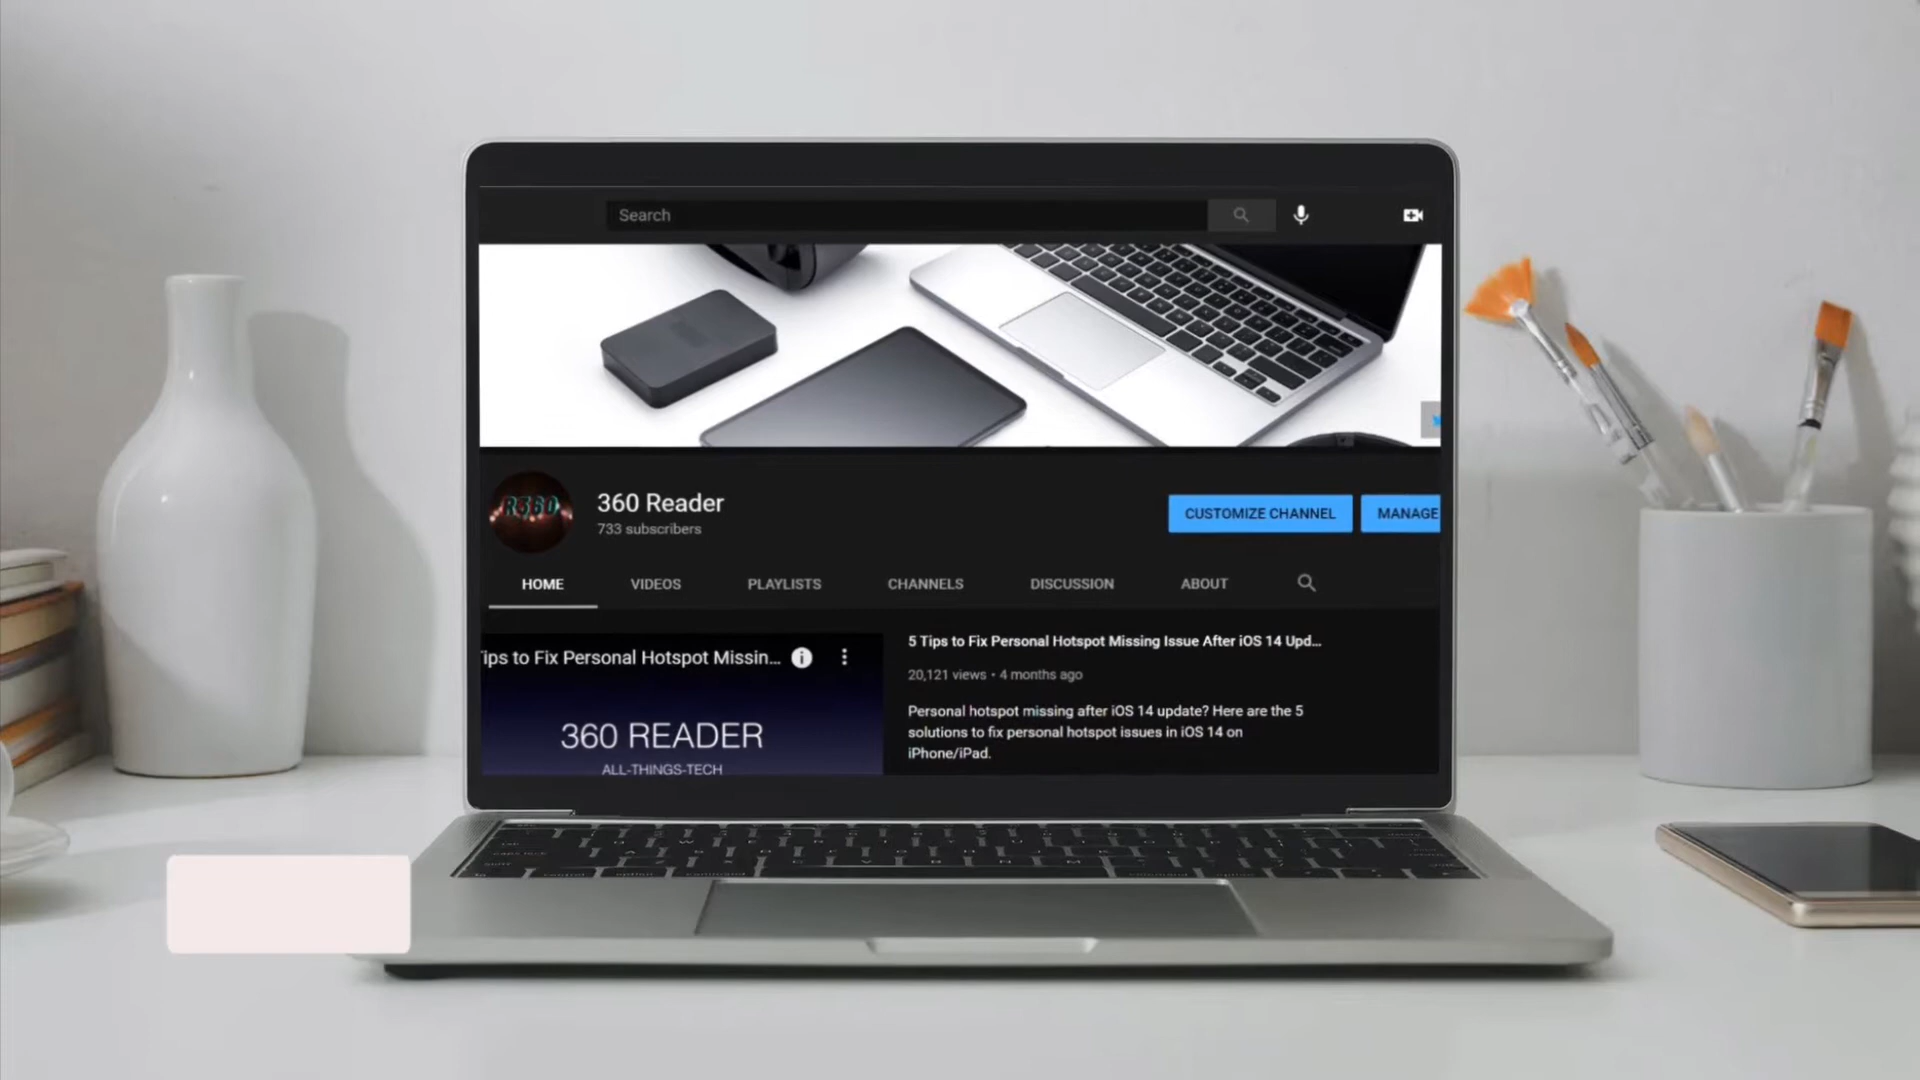 Search
R360
360 Reader
733 subscribers
CUSTOMIZE CHANNEL
MANAGE
HOME
VIDEOS
PLAYLISTS
CHANNELS
DISCUSSION
ABOUT
ips to Fix Personal Hotspot Missin...
360 READER
ALL-THINGS-TECH
5 Tips to Fix Personal Hotspot Missing Issue After iOS 14 Upd...
20,121 views • 4 months ago
Personal hotspot missing after iOS 14 update? Here are the 5
solutions to fix personal hotspot issues in iOS 14 on
iPhone/iPad.